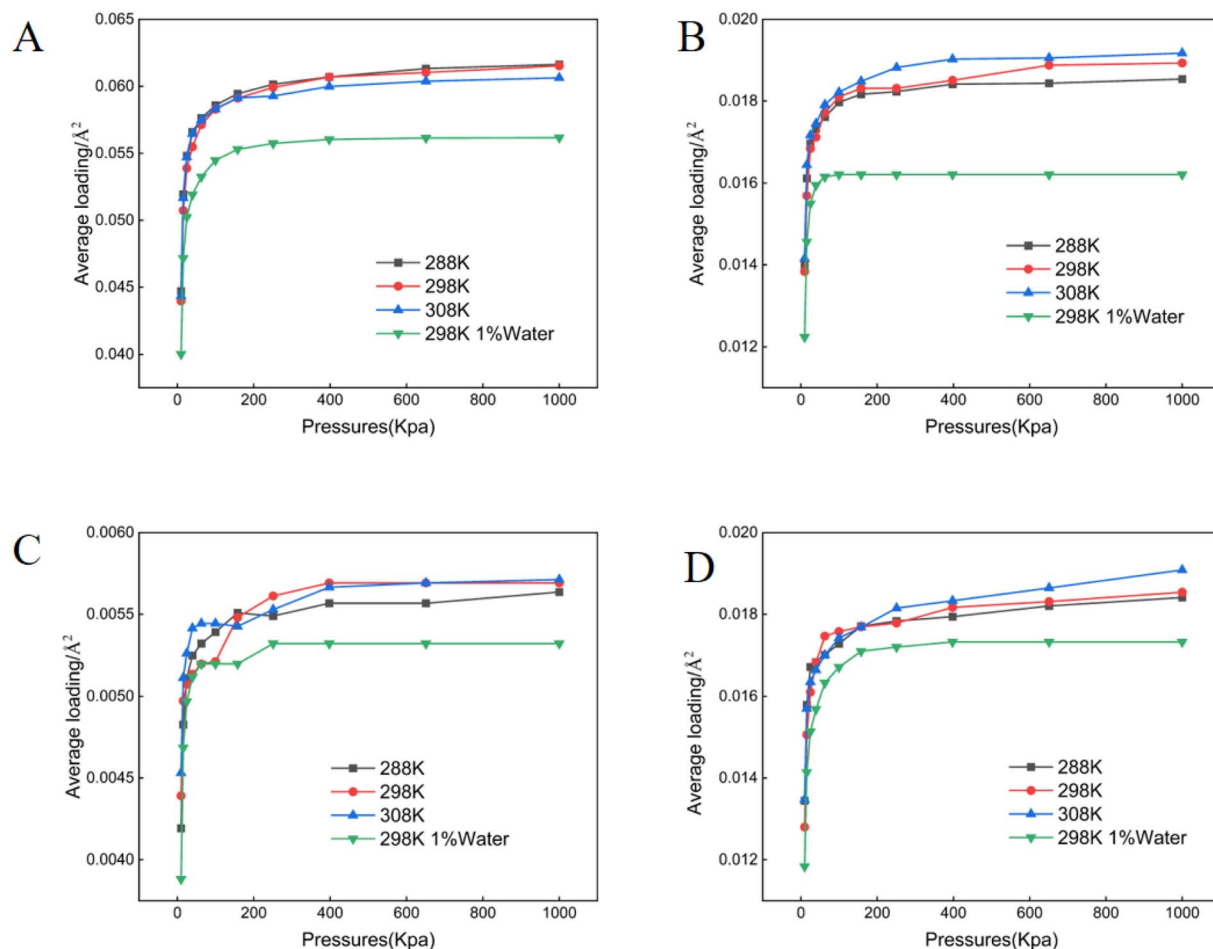 A
0.065
0.060
0.055
0.050
0.045
0.040
Average loading/Å²
288K
298K
308K
298K 1%Water
0 200 400 600 800 1000
Pressures(Kpa)
B
0.020
0.018
0.016
0.014
0.012
Average loading/Å²
288K
298K
308K
298K 1%Water
0 200 400 600 800 1000
Pressures(Kpa)
C
0.0060
0.0055
0.0050
0.0045
0.0040
Average loading/Å²
288K
298K
308K
298K 1%Water
0 200 400 600 800 1000
Pressures(Kpa)
D
0.020
0.018
0.016
0.014
0.012
Average loading/Å²
288K
298K
308K
298K 1%Water
0 200 400 600 800 1000
Pressures(Kpa)